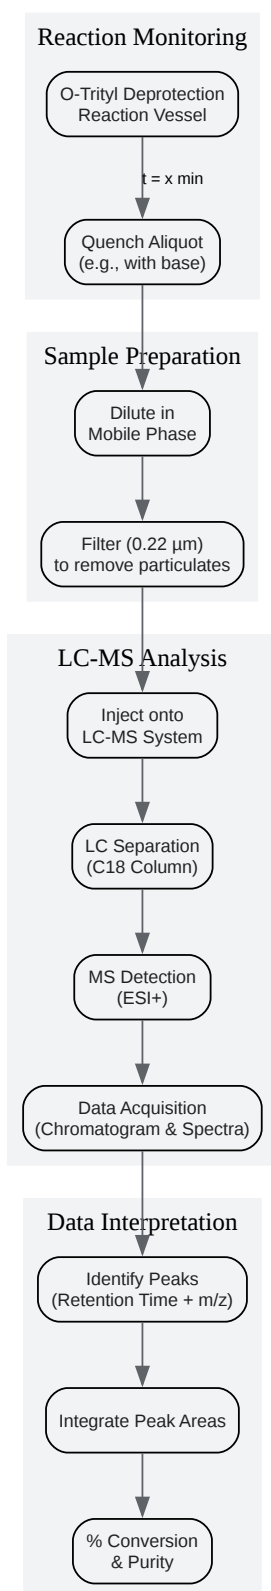 Reaction Monitoring
O-Trityl Deprotection
Reaction Vessel
t = x min
Quench Aliquot
(e.g., with base)
Sample Preparation
Dilute in
Mobile Phase
Filter (0.22 µm)
to remove particulates
LC-MS Analysis
Inject onto
LC-MS System
LC Separation
(C18 Column)
MS Detection
(ESI+)
Data Acquisition
(Chromatogram & Spectra)
Data Interpretation
Identify Peaks
(Retention Time + m/z)
Integrate Peak Areas
% Conversion
& Purity